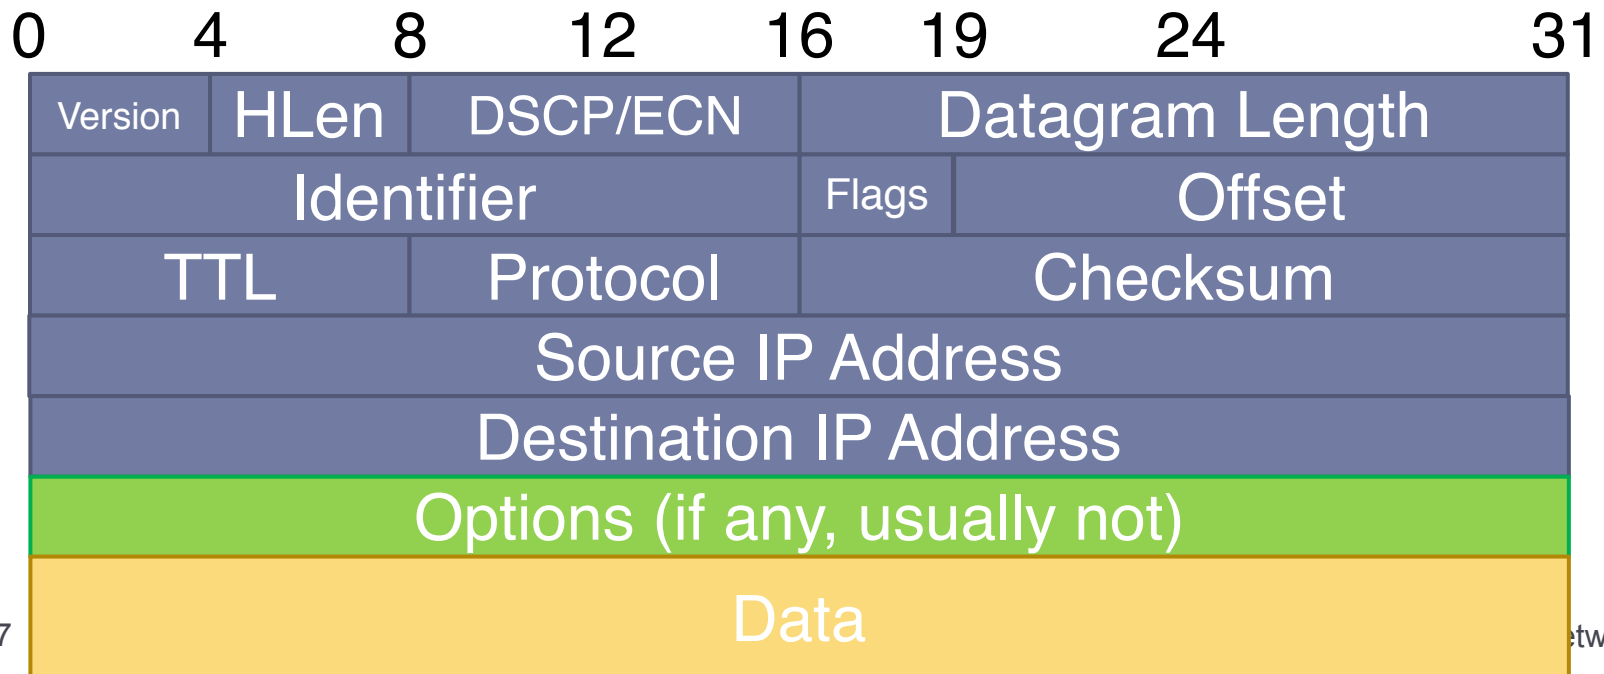 0 4 8 12 16 19 24 31
Version HLen DSCP/ECN Datagram Length
Identifier Flags Offset
TTL Protocol Checksum
Source IP Address
Destination IP Address
Options (if any, usually not)
Data
7